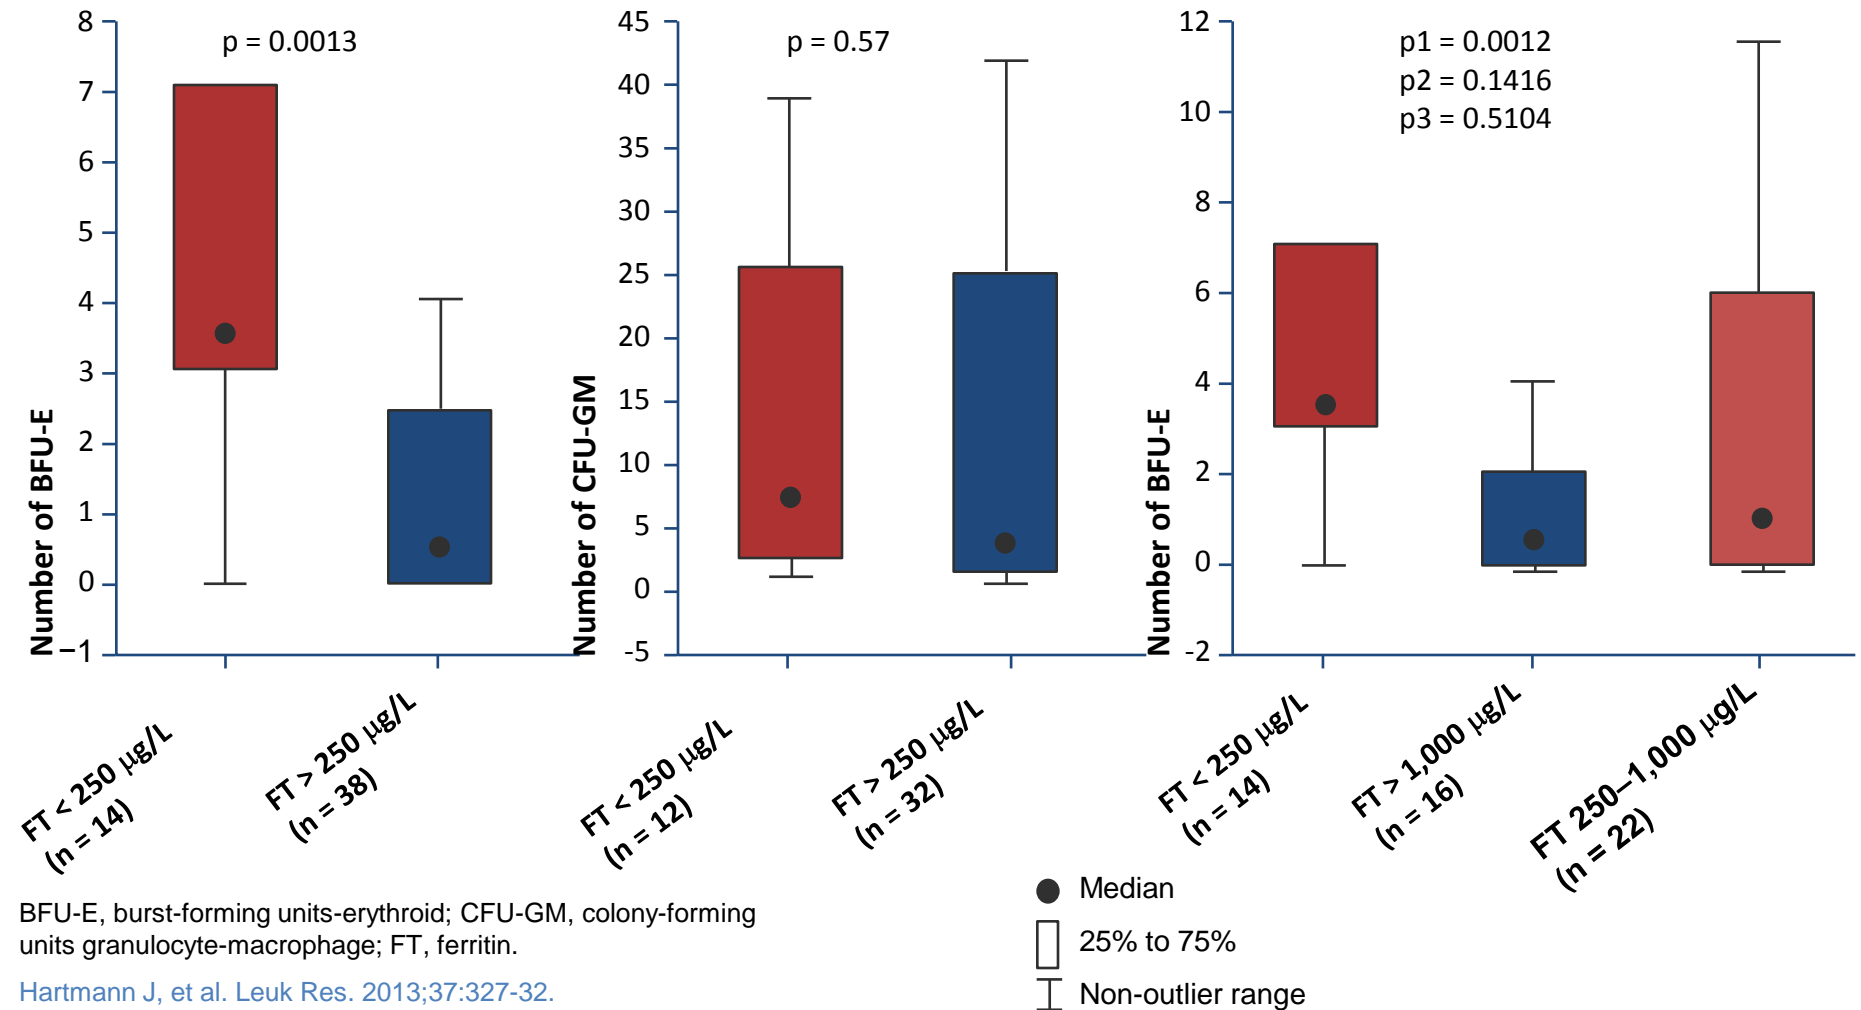 8
7
6
5
4
3
2
1
0
–1
Number of BFU-E
p = 0.0013
FT < 250 µg/L
(n = 14)
FT > 250 µg/L
(n = 38)
45
40
35
30
25
20
15
10
5
0
-5
Number of CFU-GM
p = 0.57
FT < 250 µg/L
(n = 12)
FT > 250 µg/L
(n = 32)
12
10
8
6
4
2
0
-2
Number of BFU-E
p1 = 0.0012
p2 = 0.1416
p3 = 0.5104
FT < 250 µg/L
(n = 14)
FT > 1,000 µg/L
(n = 16)
FT 250–1,000 µg/L
(n = 22)
Median
25% to 75%
Non-outlier range
BFU-E, burst-forming units-erythroid; CFU-GM, colony-forming
units granulocyte-macrophage; FT, ferritin.
Hartmann J, et al. Leuk Res. 2013;37:327-32.